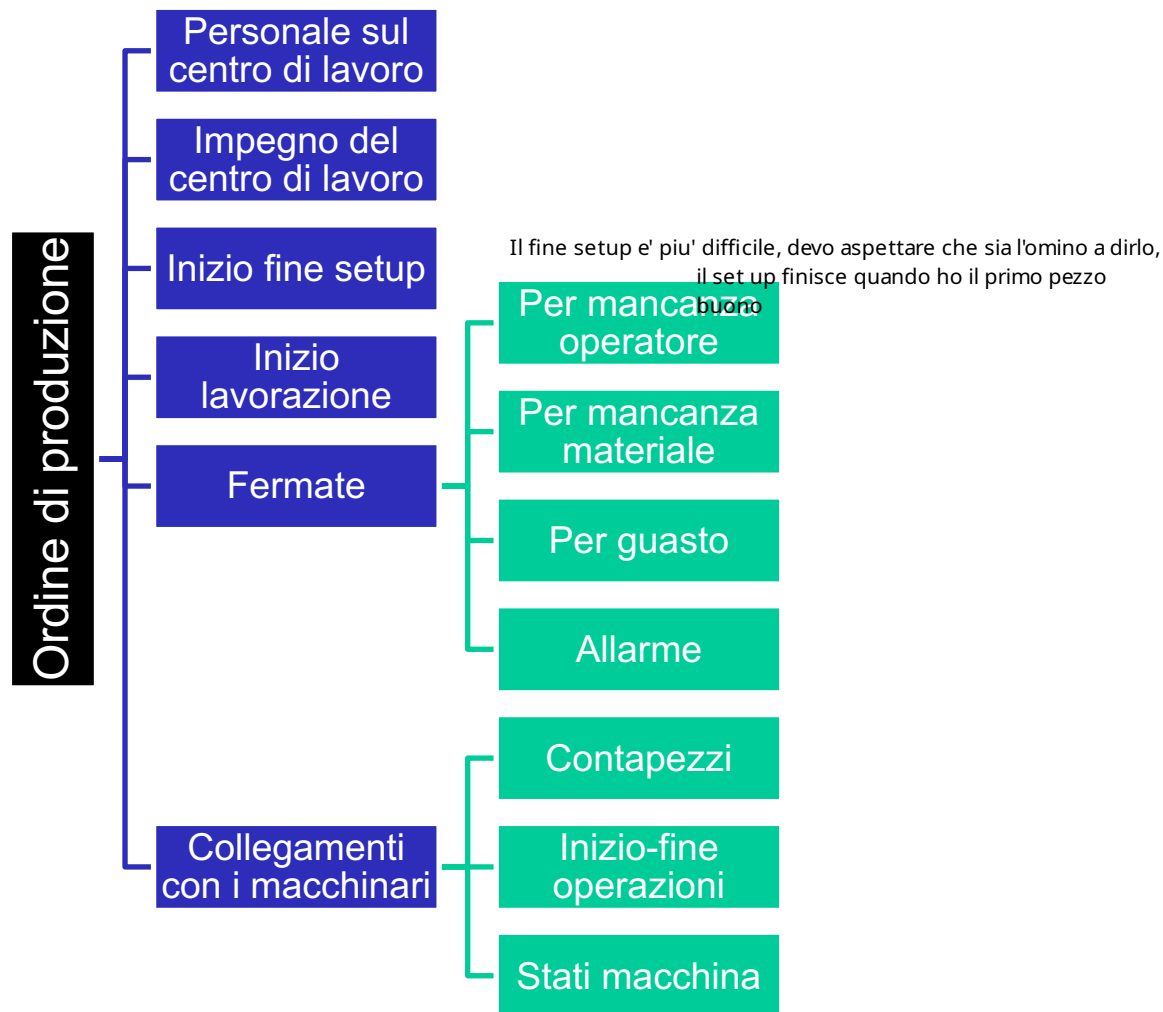 Ordine di produzione
Personale sul
centro di lavoro
Impegno del
centro di lavoro
Inizio fine setup
Inizio
lavorazione
Fermate
Collegamenti
con i macchinari
Il fine setup e' piu' difficile, devo aspettare che sia l'omino a dirlo,
il set up finisce quando ho il primo pezzo
buono
Per mancanza
operatore
Per mancanza
materiale
Per guasto
Allarme
Contapezzi
Inizio-fine
operazioni
Stati macchina